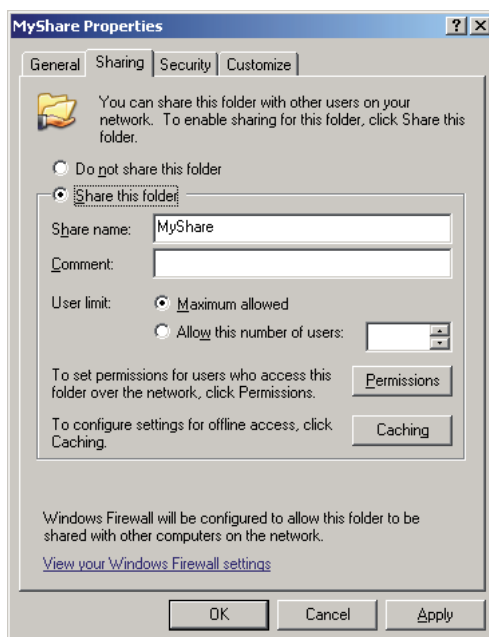 MyShare Properties
General Sharing Security Customize
You can share this folder with other users on your
network. To enable sharing for this folder, click Share this
folder.
Do not share this folder
Share this folder
Share name: MyShare
Comment:
User limit: Maximum allowed
Allow this number of users:
To set permissions for users who access this
folder over the network, click Permissions.
Permissions
To configure settings for offline access, click
Caching.
Caching
Windows Firewall will be configured to allow this folder to be
shared with other computers on the network.
View your Windows Firewall settings
OK Cancel Apply